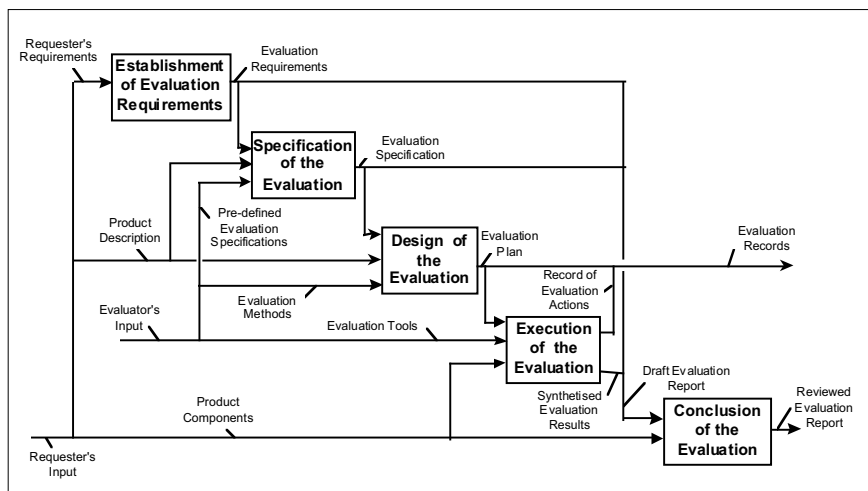 Requester's
Requirements
Establishment
of Evaluation
Requirements
Evaluation
Requirements
Specification
of the
Evaluation
Evaluation
Specification
Product
Description
Pre-defined
Evaluation
Specifications
Design of
the
Evaluation
Evaluation
Plan
Evaluation
Records
Record of
Evaluation
Actions
Evaluation
Methods
Evaluator's
Input
Evaluation Tools
Execution
of the
Evaluation
Draft Evaluation
Report
Synthetised
Evaluation
Results
Product
Components
Conclusion
of the
Evaluation
Reviewed
Evaluation
Report
Requester's
Input